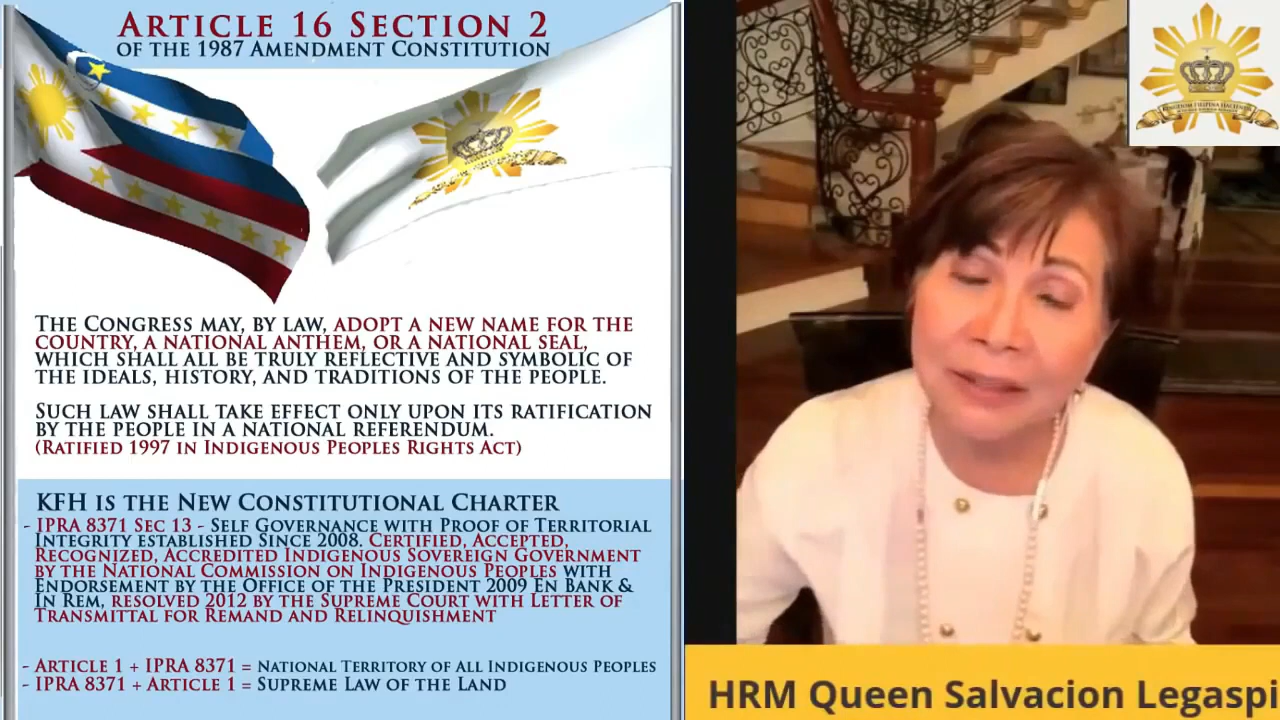 Article 16 Section 2
of the 1987 Amendment Constitution
The Congress may, by law, adopt a new name for the
country, a national anthem, or a national seal,
which shall all be truly reflective and symbolic of
the ideals, history, and traditions of the people.
Such law shall take effect only upon its ratification
by the people in a national referendum.
(Ratified 1997 in Indigenous Peoples Rights Act)
KFH is the New Constitutional Charter
- IPRA 8371 Sec 13 - Self Governance with Proof of Territorial
Integrity established Since 2008. Certified, Accepted,
Recognized, Accredited Indigenous Sovereign Government
by the National Commission on Indigenous Peoples with
Endorsement by the Office of the President 2009 En Bank &
In Rem, resolved 2012 by the Supreme Court with Letter of
Transmittal for Remand and Relinquishment
- Article 1 + IPRA 8371 = National Territory of All Indigenous Peoples
- IPRA 8371 + Article 1 = Supreme Law of the Land
HRM Queen Salvacion Legaspi